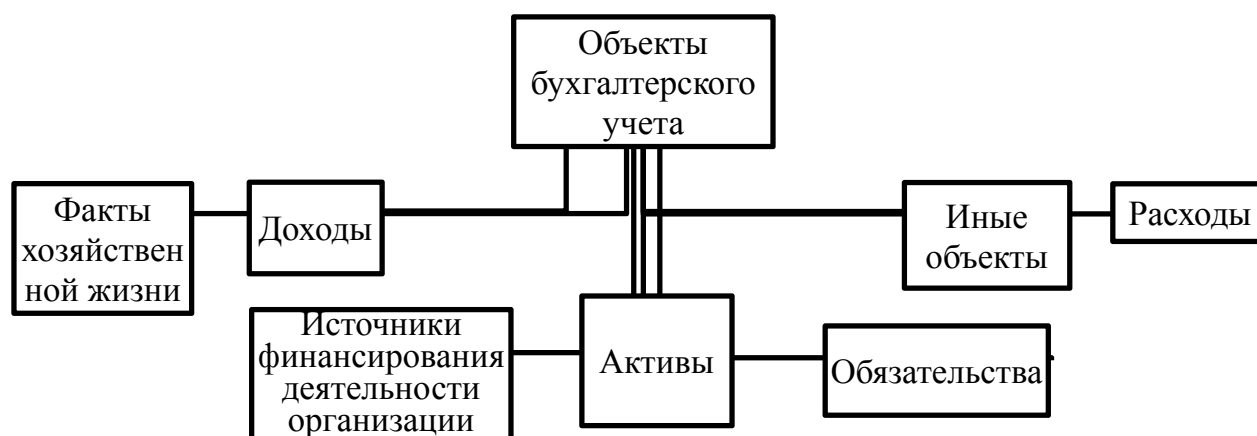 Объекты
бухгалтерского
учета
Факты
хозяйствен
ной жизни
Доходы
Иные
объекты
Расходы
Источники
финансирования
деятельности
организации
Активы
Обязательства